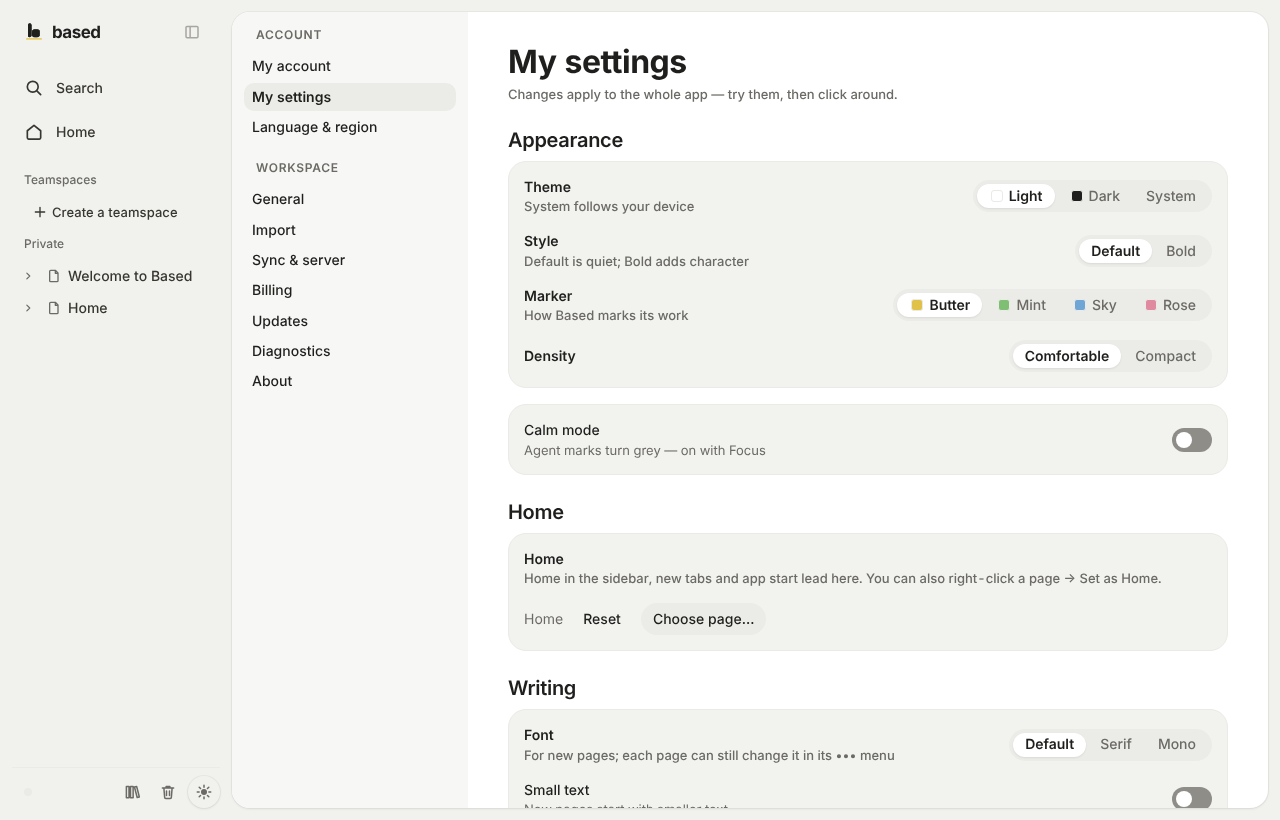 based
Search
Home
Teamspaces
Create a teamspace
Private
Welcome to Based
Home
ACCOUNT
My account
My settings
Language & region
WORKSPACE
General
Import
Sync & server
Billing
Updates
Diagnostics
About
My settings
Changes apply to the whole app — try them, then click around.
Appearance
Theme
System follows your device
Light Dark System
Style
Default is quiet; Bold adds character
Default Bold
Marker
How Based marks its work
Butter Mint Sky Rose
Density
Comfortable Compact
Calm mode
Agent marks turn grey — on with Focus
Home
Home
Home in the sidebar, new tabs and app start lead here. You can also right-click a page → Set as Home.
Home Reset Choose page...
Writing
Font
For new pages; each page can still change it in its ••• menu
Default Serif Mono
Small text
New pages start with smaller text